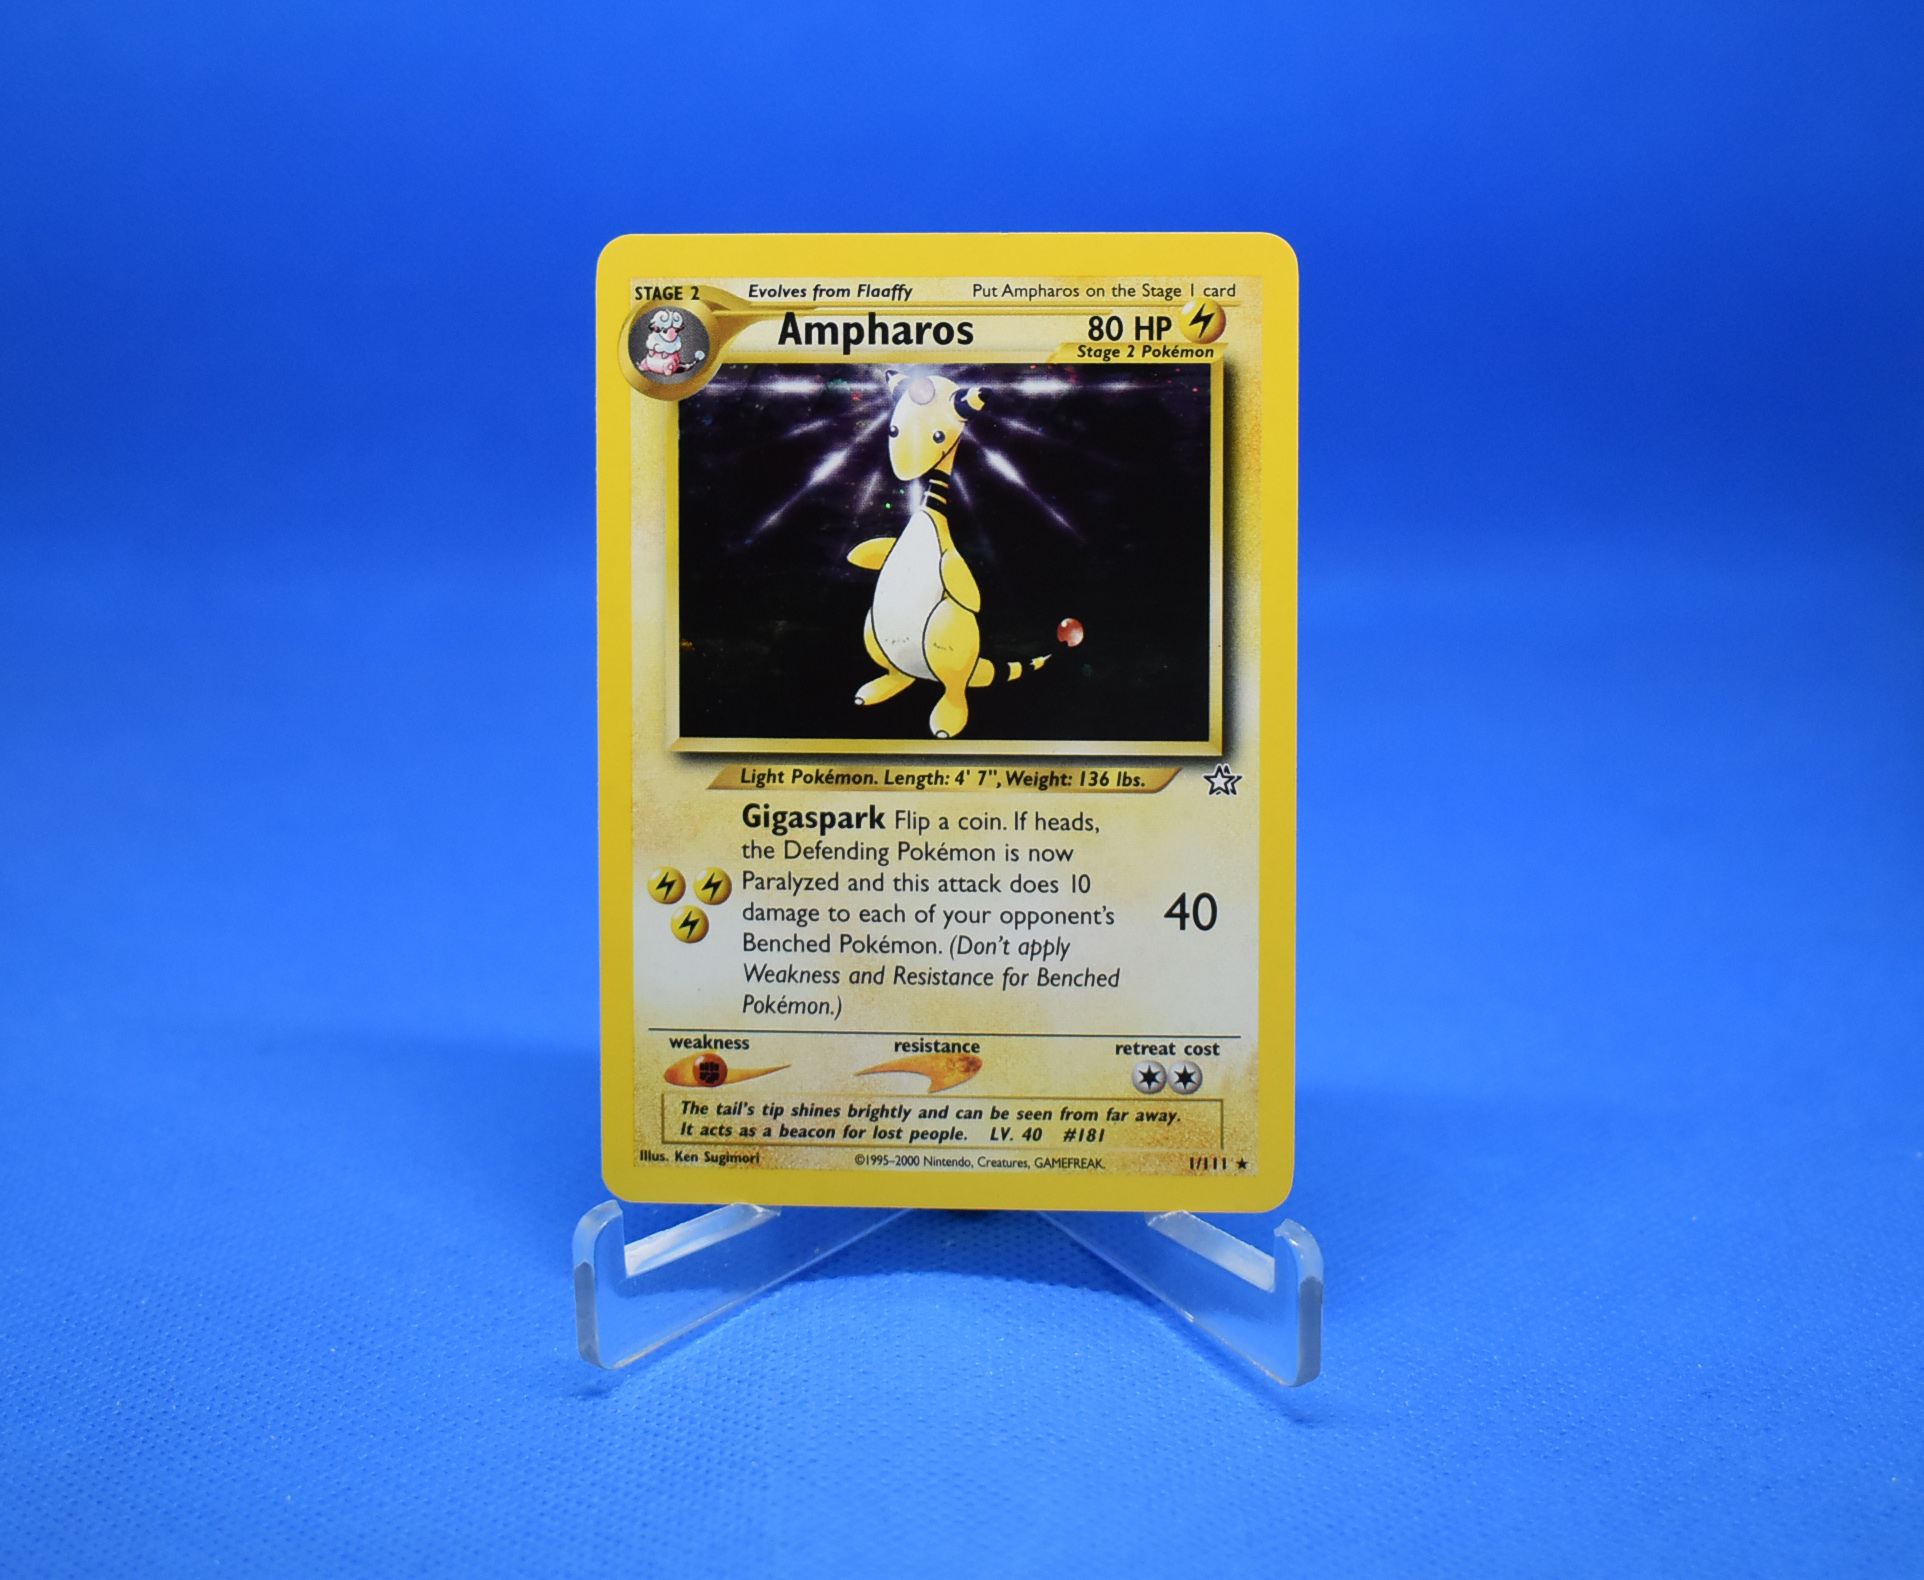 STAGE 2 Evolves from Flaaffy Put Ampharos on the Stage 1 card
Ampharos 80 HP
Stage 2 Pokémon
Light Pokémon. Length: 4' 7", Weight: 136 lbs.
Gigaspark Flip a coin. If heads,
the Defending Pokémon is now
Paralyzed and this attack does 10
damage to each of your opponent's
Benched Pokémon. (Don't apply
Weakness and Resistance for Benched
Pokémon.)
40
weakness resistance retreat cost
The tail's tip shines brightly and can be seen from far away.
It acts as a beacon for lost people. LV. 40 #181
Illus. Ken Sugimori ©1995–2000 Nintendo, Creatures, GAMEFREAK. 1/111 ★